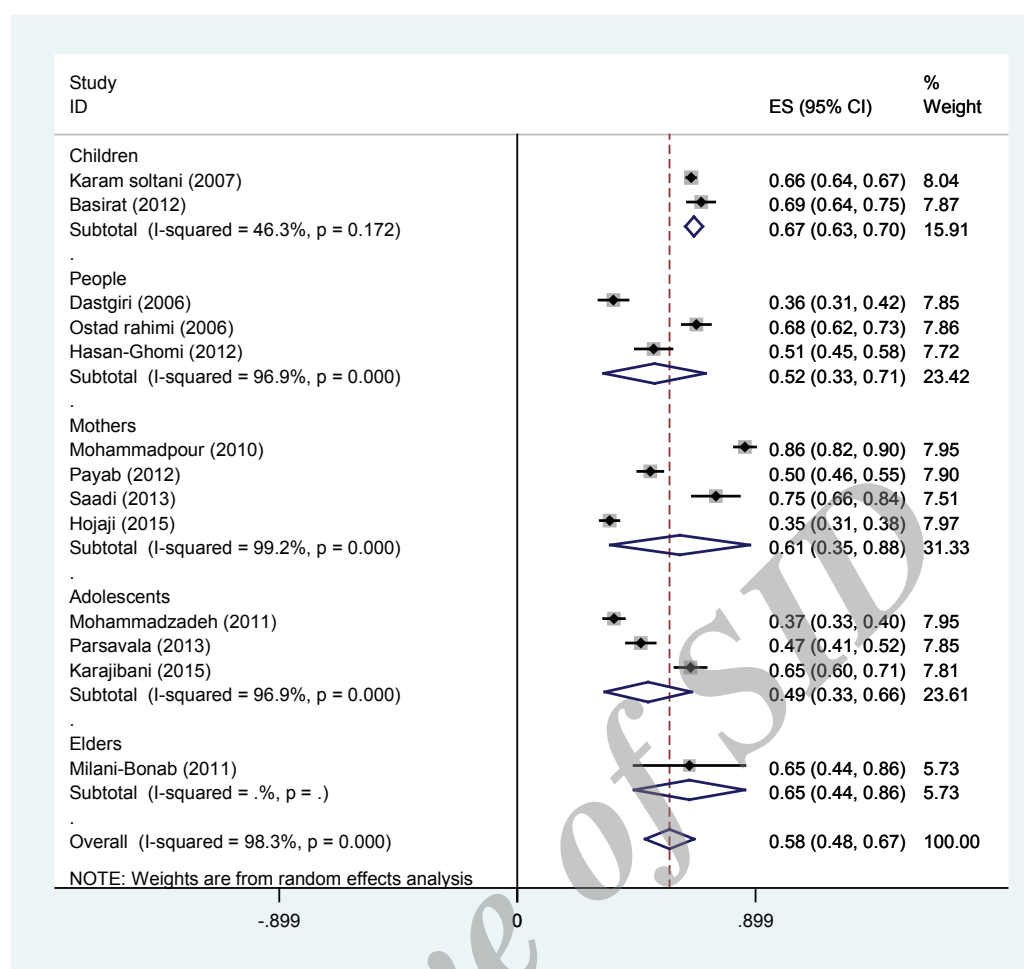 Study % 
ID ES (95% CI) Weight
Children
Karam soltani (2007) 0.66 (0.64, 0.67) 8.04
Basirat (2012) 0.69 (0.64, 0.75) 7.87
Subtotal (I-squared = 46.3%, p = 0.172) 0.67 (0.63, 0.70) 15.91
.
People
Dastgiri (2006) 0.36 (0.31, 0.42) 7.85
Ostad rahimi (2006) 0.68 (0.62, 0.73) 7.86
Hasan-Ghomi (2012) 0.51 (0.45, 0.58) 7.72
Subtotal (I-squared = 96.9%, p = 0.000) 0.52 (0.33, 0.71) 23.42
.
Mothers
Mohammadpour (2010) 0.86 (0.82, 0.90) 7.95
Payab (2012) 0.50 (0.46, 0.55) 7.90
Saadi (2013) 0.75 (0.66, 0.84) 7.51
Hojaji (2015) 0.35 (0.31, 0.38) 7.97
Subtotal (I-squared = 99.2%, p = 0.000) 0.61 (0.35, 0.88) 31.33
.
Adolescents
Mohammadzadeh (2011) 0.37 (0.33, 0.40) 7.95
Parsavala (2013) 0.47 (0.41, 0.52) 7.85
Karajibani (2015) 0.65 (0.60, 0.71) 7.81
Subtotal (I-squared = 96.9%, p = 0.000) 0.49 (0.33, 0.66) 23.61
.
Elders
Milani-Bonab (2011) 0.65 (0.44, 0.86) 5.73
Subtotal (I-squared = .%, p = .) 0.65 (0.44, 0.86) 5.73
.
Overall (I-squared = 98.3%, p = 0.000) 0.58 (0.48, 0.67) 100.00
NOTE: Weights are from random effects analysis
-.899 0 .899
of SID